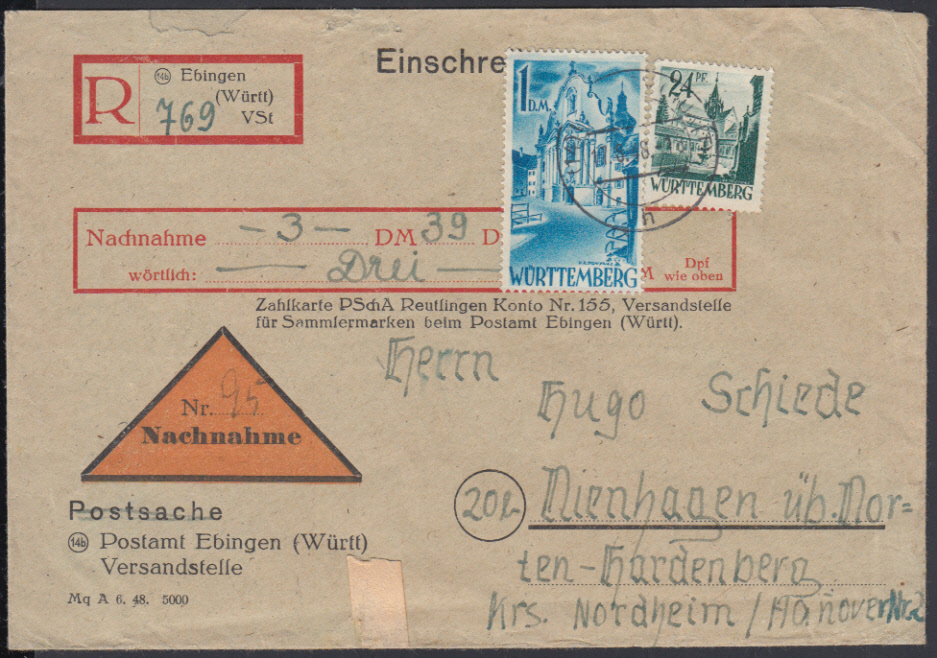 Einschre
R
14b Ebingen
(Württ)
769 VSt
1 D.M.
WÜRTTEMBERG
24 PF.
WÜRTTEMBERG
h
Nachnahme -3- DM 39 D
wörtlich: Drei M Dpf
wie oben
Zahlkarte PSchA Reutlingen Konto Nr. 155, Versandstelle
für Sammlermarken beim Postamt Ebingen (Württ).
Nr. 95
Nachnahme
Herrn
Hugo Schiede
20b Nienhagen üb. Nor=
ten-Hardenberg
Krs. Nordheim / Hanover Nr. 2
Postsache
14b Postamt Ebingen (Württ)
Versandstelle
Mq A 6. 48. 5000